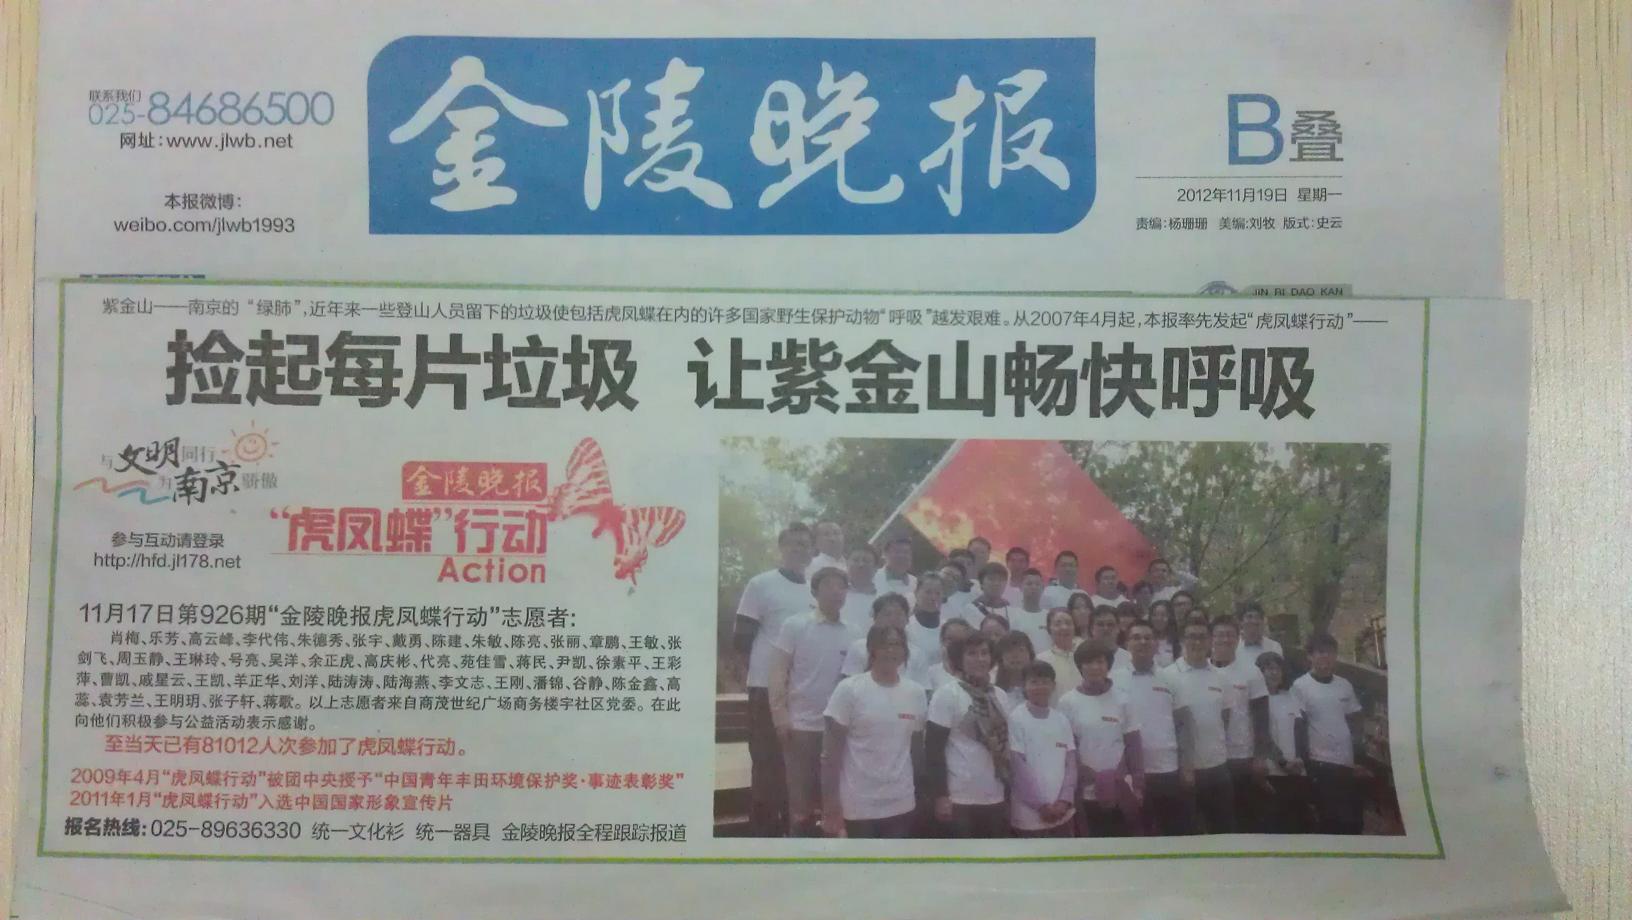 联系我们
025-84686500
网址:www.jlwb.net
本报微博:
weibo.com/jlwb1993
金陵晚报
B叠
2012年11月19日 星期一
责编:杨珊珊 美编:刘牧 版式:史云
JIN RI DAO KAN
紫金山——南京的“绿肺”,近年来一些登山人员留下的垃圾使包括虎凤蝶在内的许多国家野生保护动物“呼吸”越发艰难。从2007年4月起,本报率先发起“虎凤蝶行动”——
捡起每片垃圾 让紫金山畅快呼吸
与文明同行
为南京骄傲
参与互动请登录
http://hfd.jl178.net
金陵晚报
“虎凤蝶”行动
Action
11月17日第926期“金陵晚报虎凤蝶行动”志愿者:
肖梅、乐芳、高云峰、李代伟、朱德秀、张宇、戴勇、陈建、朱敏、陈亮、张丽、章鹏、王敏、张
剑飞、周玉静、王琳玲、号亮、吴洋、余正虎、高庆彬、代亮、苑佳雪、蒋民、尹凯、徐素平、王彩
萍、曹凯、戚星云、王凯、羊正华、刘洋、陆涛涛、陆海燕、李文志、王刚、潘锦、谷静、陈金鑫、高
蕊、袁芳兰、王明玥、张子轩、蒋歌。以上志愿者来自商茂世纪广场商务楼宇社区党委。在此
向他们积极参与公益活动表示感谢。
至当天已有81012人次参加了虎凤蝶行动。
2009年4月“虎凤蝶行动”被团中央授予“中国青年丰田环境保护奖·事迹表彰奖”
2011年1月“虎凤蝶行动”入选中国国家形象宣传片
报名热线:025-89636330 统一文化衫 统一器具 金陵晚报全程跟踪报道